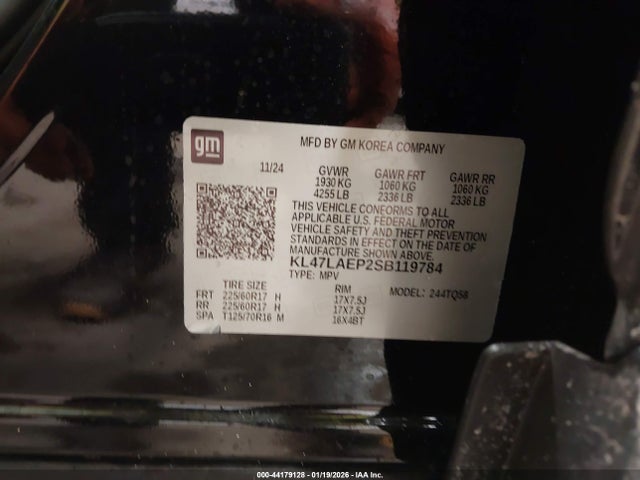 gm
MFD BY GM KOREA COMPANY
11/24
GVWR GAWR FRT GAWR RR
1930 KG 1060 KG 1060 KG
4255 LB 2336 LB 2336 LB
THIS VEHICLE CONFORMS TO ALL
APPLICABLE U.S. FEDERAL MOTOR
VEHICLE SAFETY AND THEFT PREVENTION
STANDARDS IN EFFECT ON THE DATE OF
MANUFACTURE SHOWN ABOVE.
KL47LAEP2SB119784
TYPE: MPV
TIRE SIZE RIM MODEL: 244TQ58
FRT 225/60R17 H 17X7.5J
RR 225/60R17 H 17X7.5J
SPA T125/70R16 M 16X4BT
000-44179128 - 01/19/2026 - IAA Inc.